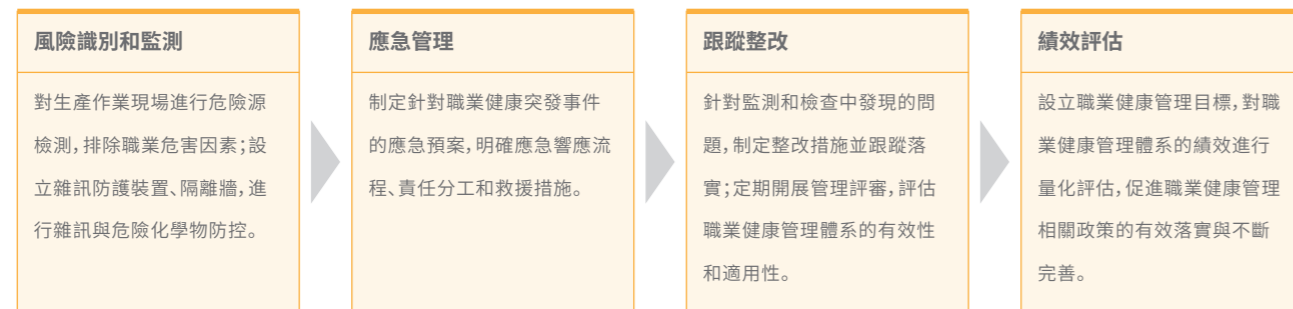 風險識別和監測
對生產作業現場進行危險源
檢測，排除職業危害因素；設
立雜訊防護裝置、隔離牆，進
行雜訊與危險化學物防控。
應急管理
制定針對職業健康突發事件
的應急預案，明確應急響應流
程、責任分工和救援措施。
跟蹤整改
針對監測和檢查中發現的問
題，制定整改措施並跟蹤落
實；定期開展管理評審，評估
職業健康管理體系的有效性
和適用性。
績效評估
設立職業健康管理目標，對職
業健康管理體系的績效進行
量化評估，促進職業健康管理
相關政策的有效落實與不斷
完善。